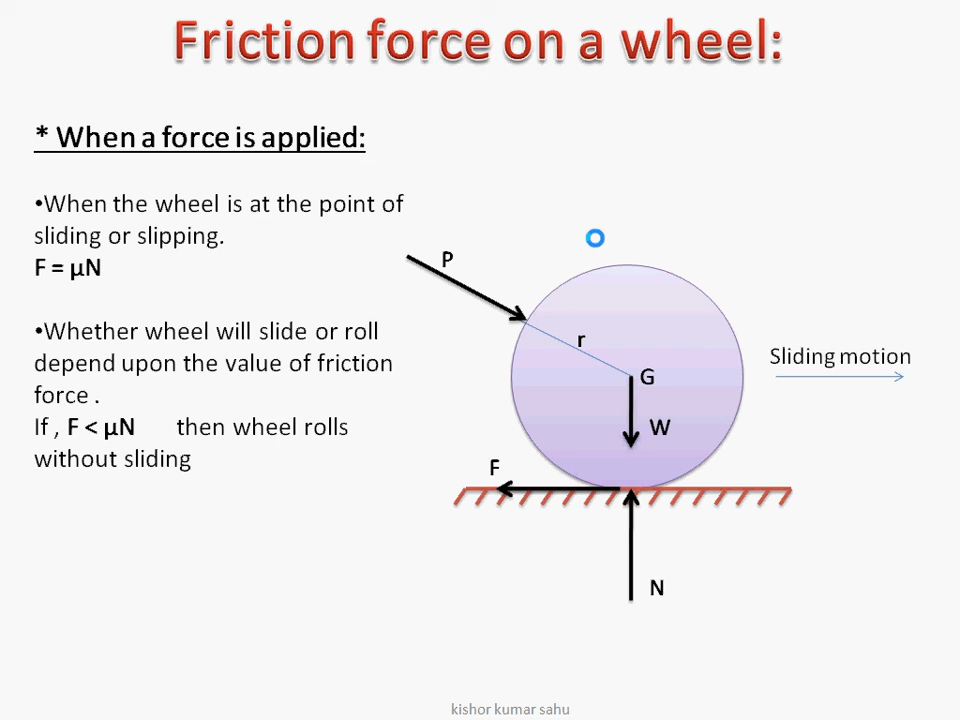 Friction force on a wheel:
* When a force is applied:
•When the wheel is at the point of
sliding or slipping.
F = µN
•Whether wheel will slide or roll
depend upon the value of friction
force .
If , F < µN then wheel rolls
without sliding
P
r
G
W
F
N
Sliding motion
kishor kumar sahu